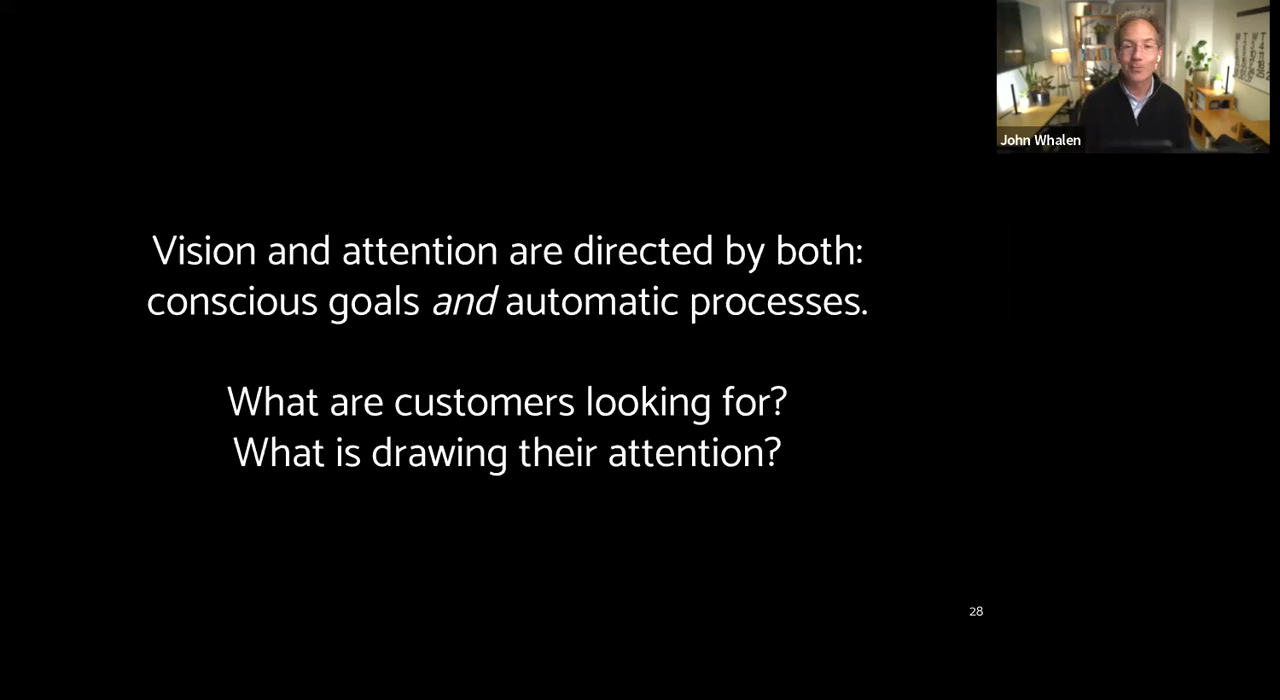 John Whalen
Vision and attention are directed by both:
conscious goals and automatic processes.
What are customers looking for?
What is drawing their attention?
28